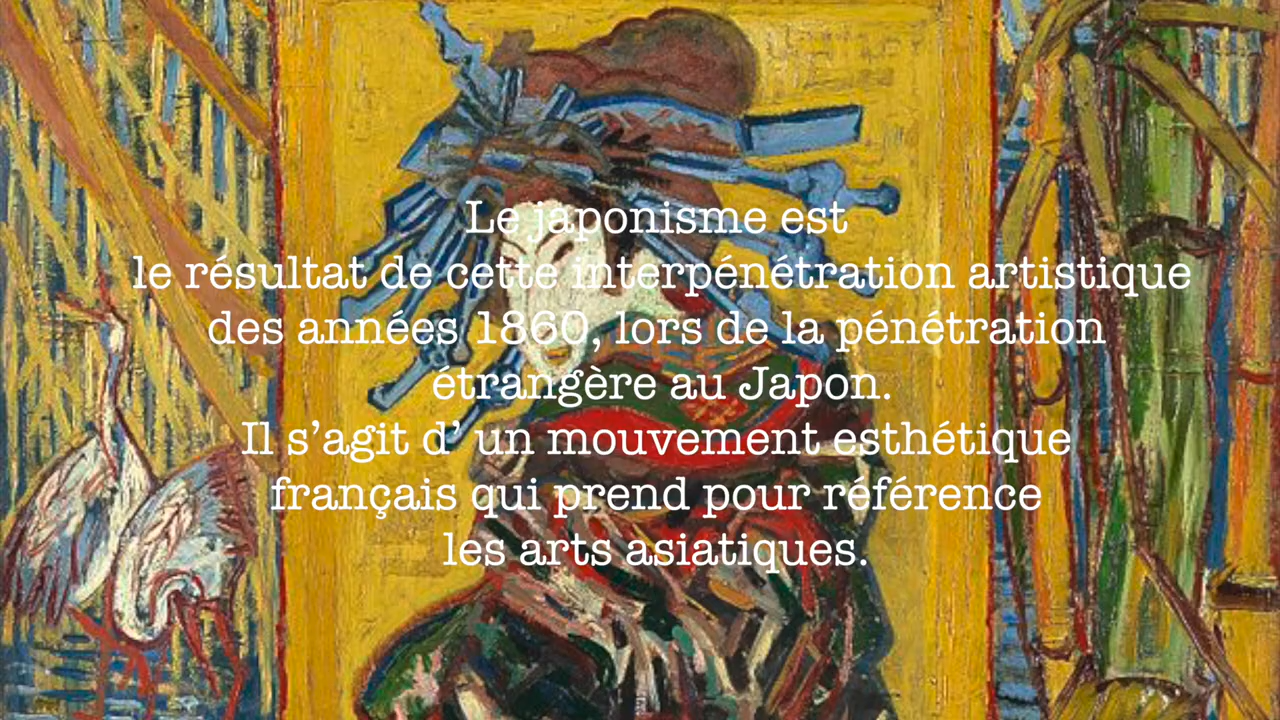 Le japonisme est
le résultat de cette interpénétration artistique
des années 1860, lors de la pénétration
étrangère au Japon.
Il s’agit d’ un mouvement esthétique
français qui prend pour référence
les arts asiatiques.